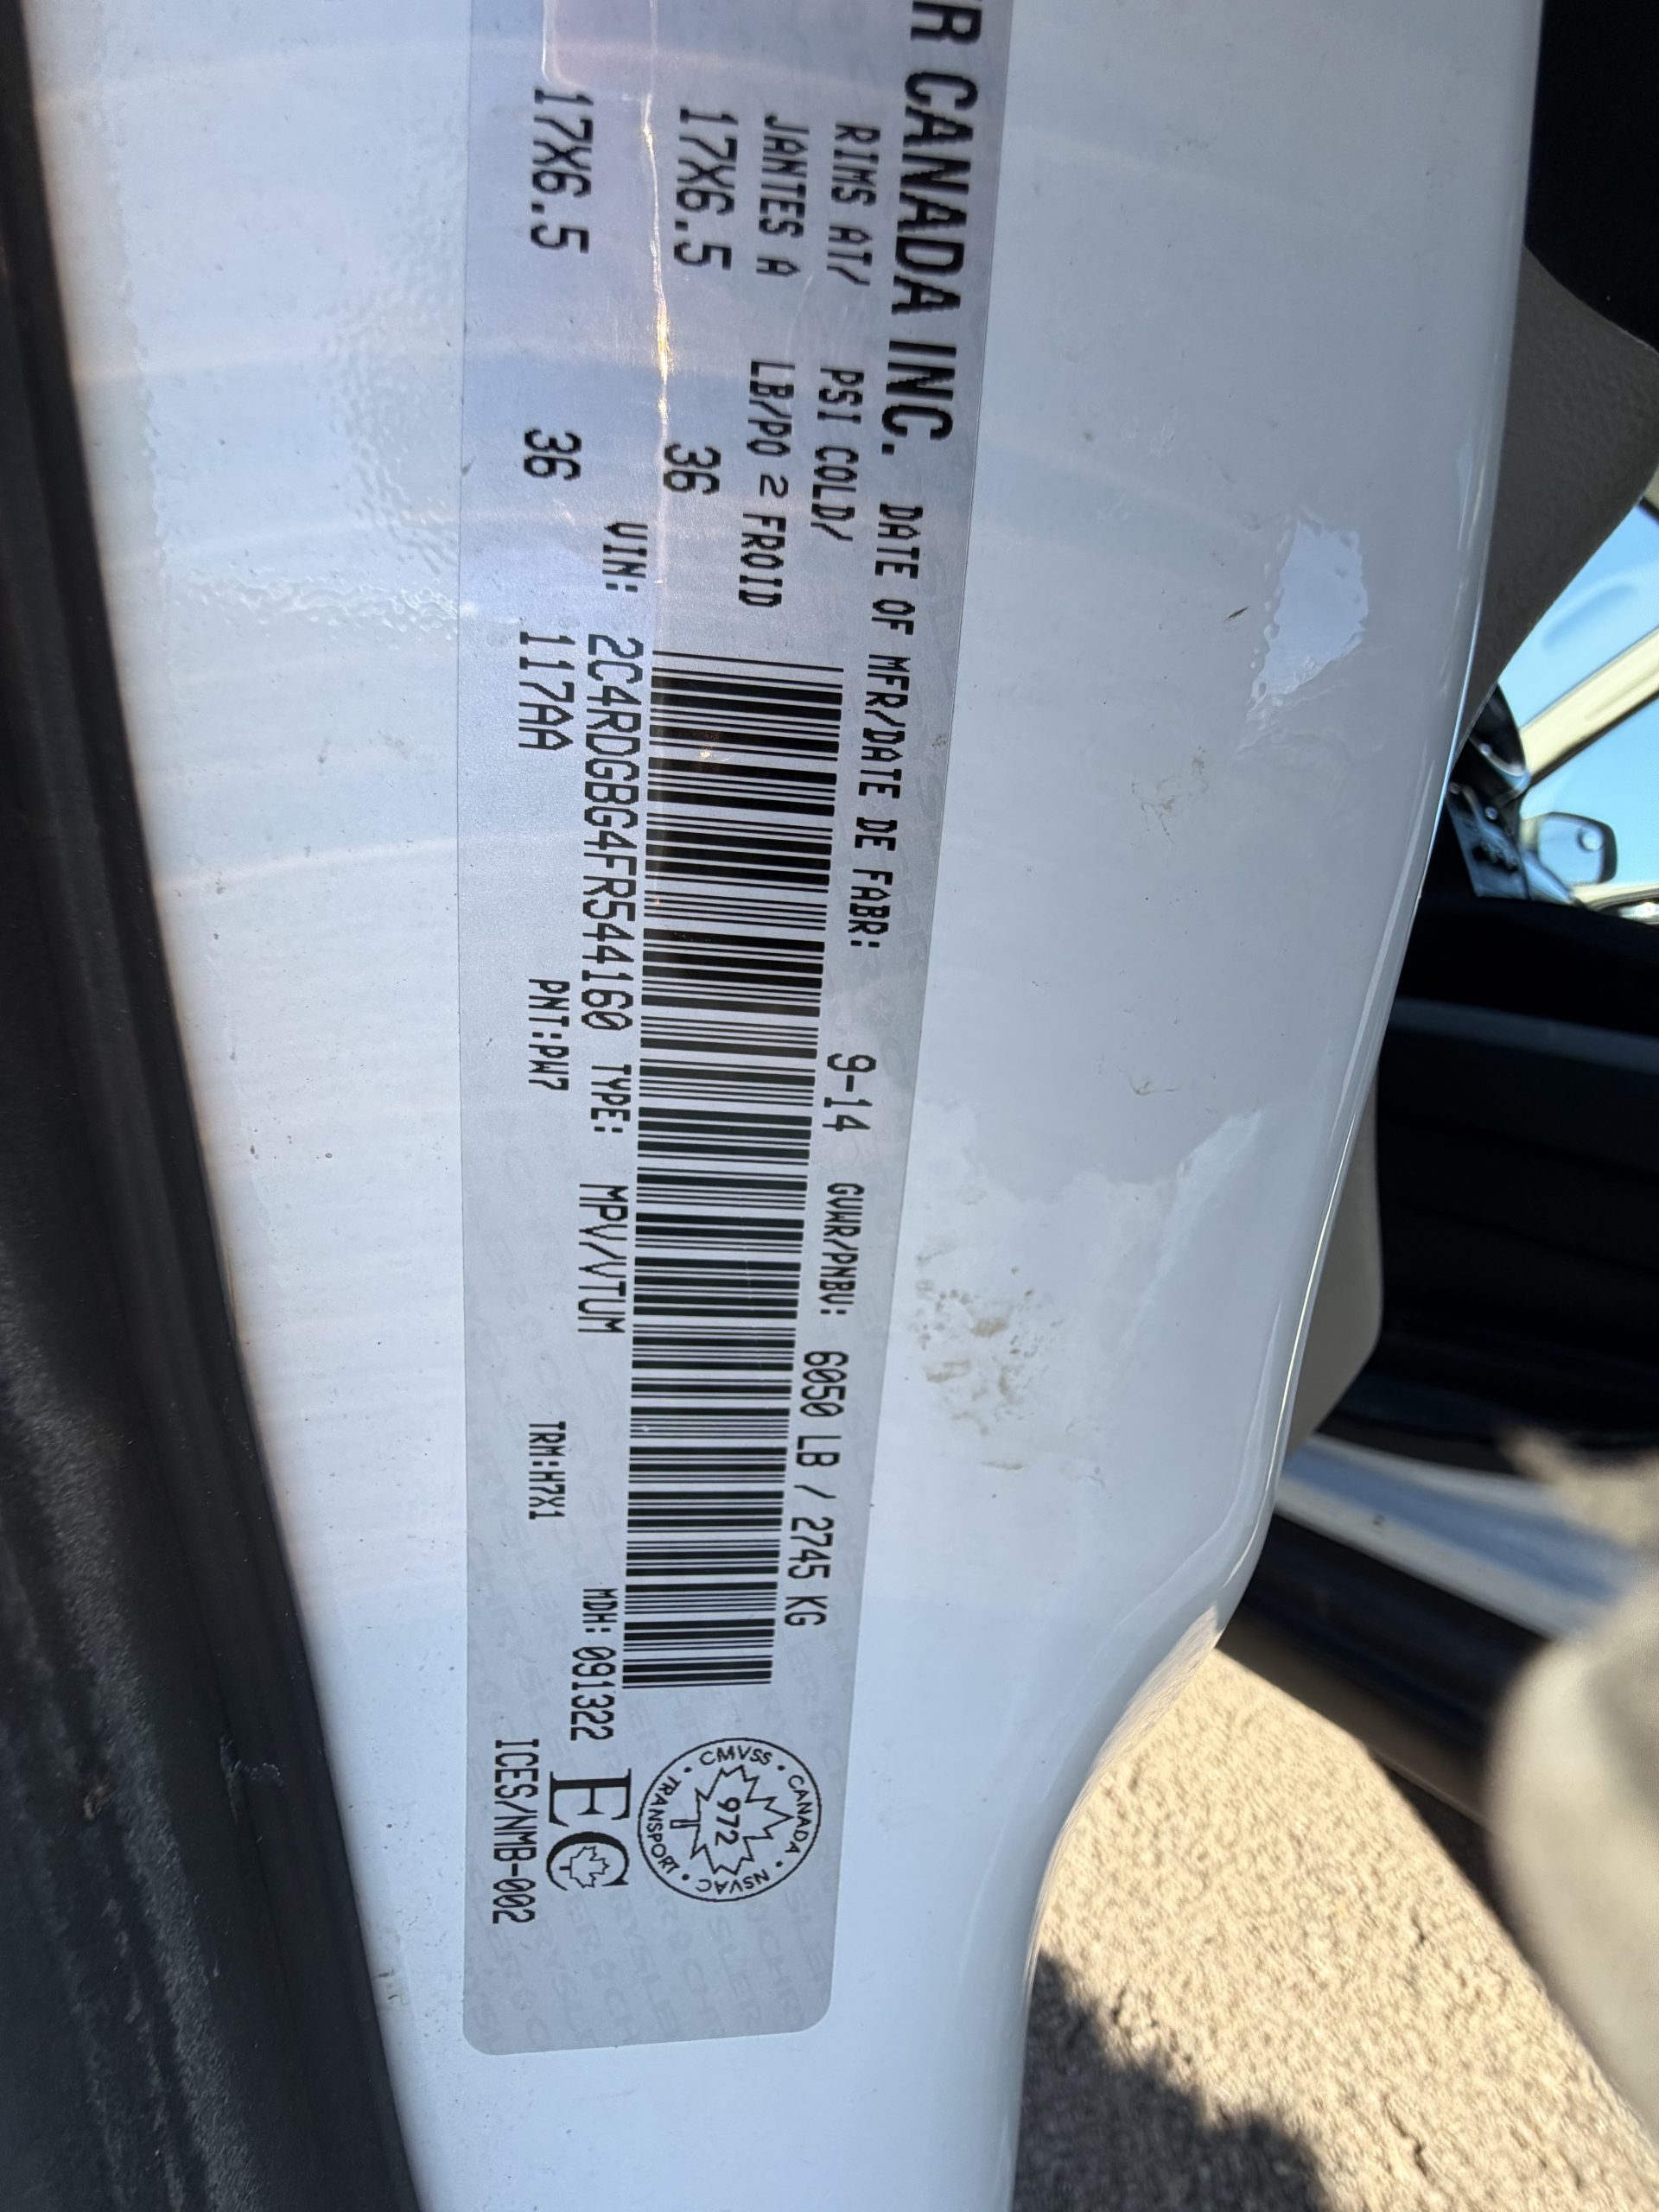 R CANADA INC. DATE OF MFR/DATE DE FABR: 9-14 GVWR/PNBV: 6050 LB / 2745 KG
RIMS AT/ PSI COLD/
JANTES A LB/PO 2 FROID
17X6.5 36
17X6.5 36
VIN: 2C4RDGBG4FR544160 TYPE: MPV/VTUM MDH: 091322
117AA PNT:PW7 TRM:H7X1
CMVSS • CANADA • NSVAC • TRANSPORT •
972
EC
ICES/NMB-002